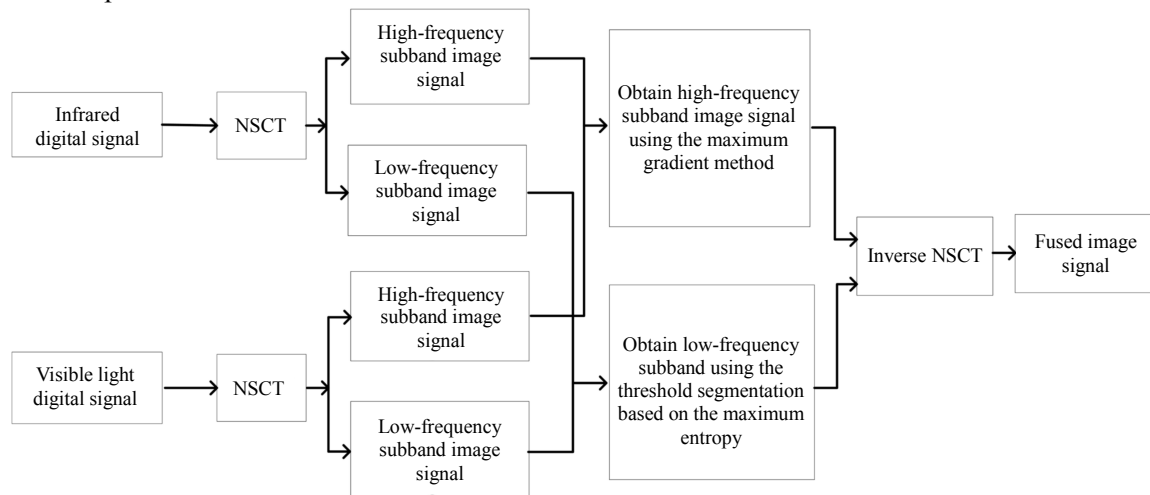 High-frequency
subband image
signal
Infrared
digital signal
NSCT
Low-frequency
subband image
signal
Obtain high-frequency
subband image signal
using the maximum
gradient method
Inverse NSCT
Fused image
signal
High-frequency
subband image
signal
Visible light
digital signal
NSCT
Low-frequency
subband image
signal
Obtain low-frequency
subband using the
threshold segmentation
based on the maximum
entropy